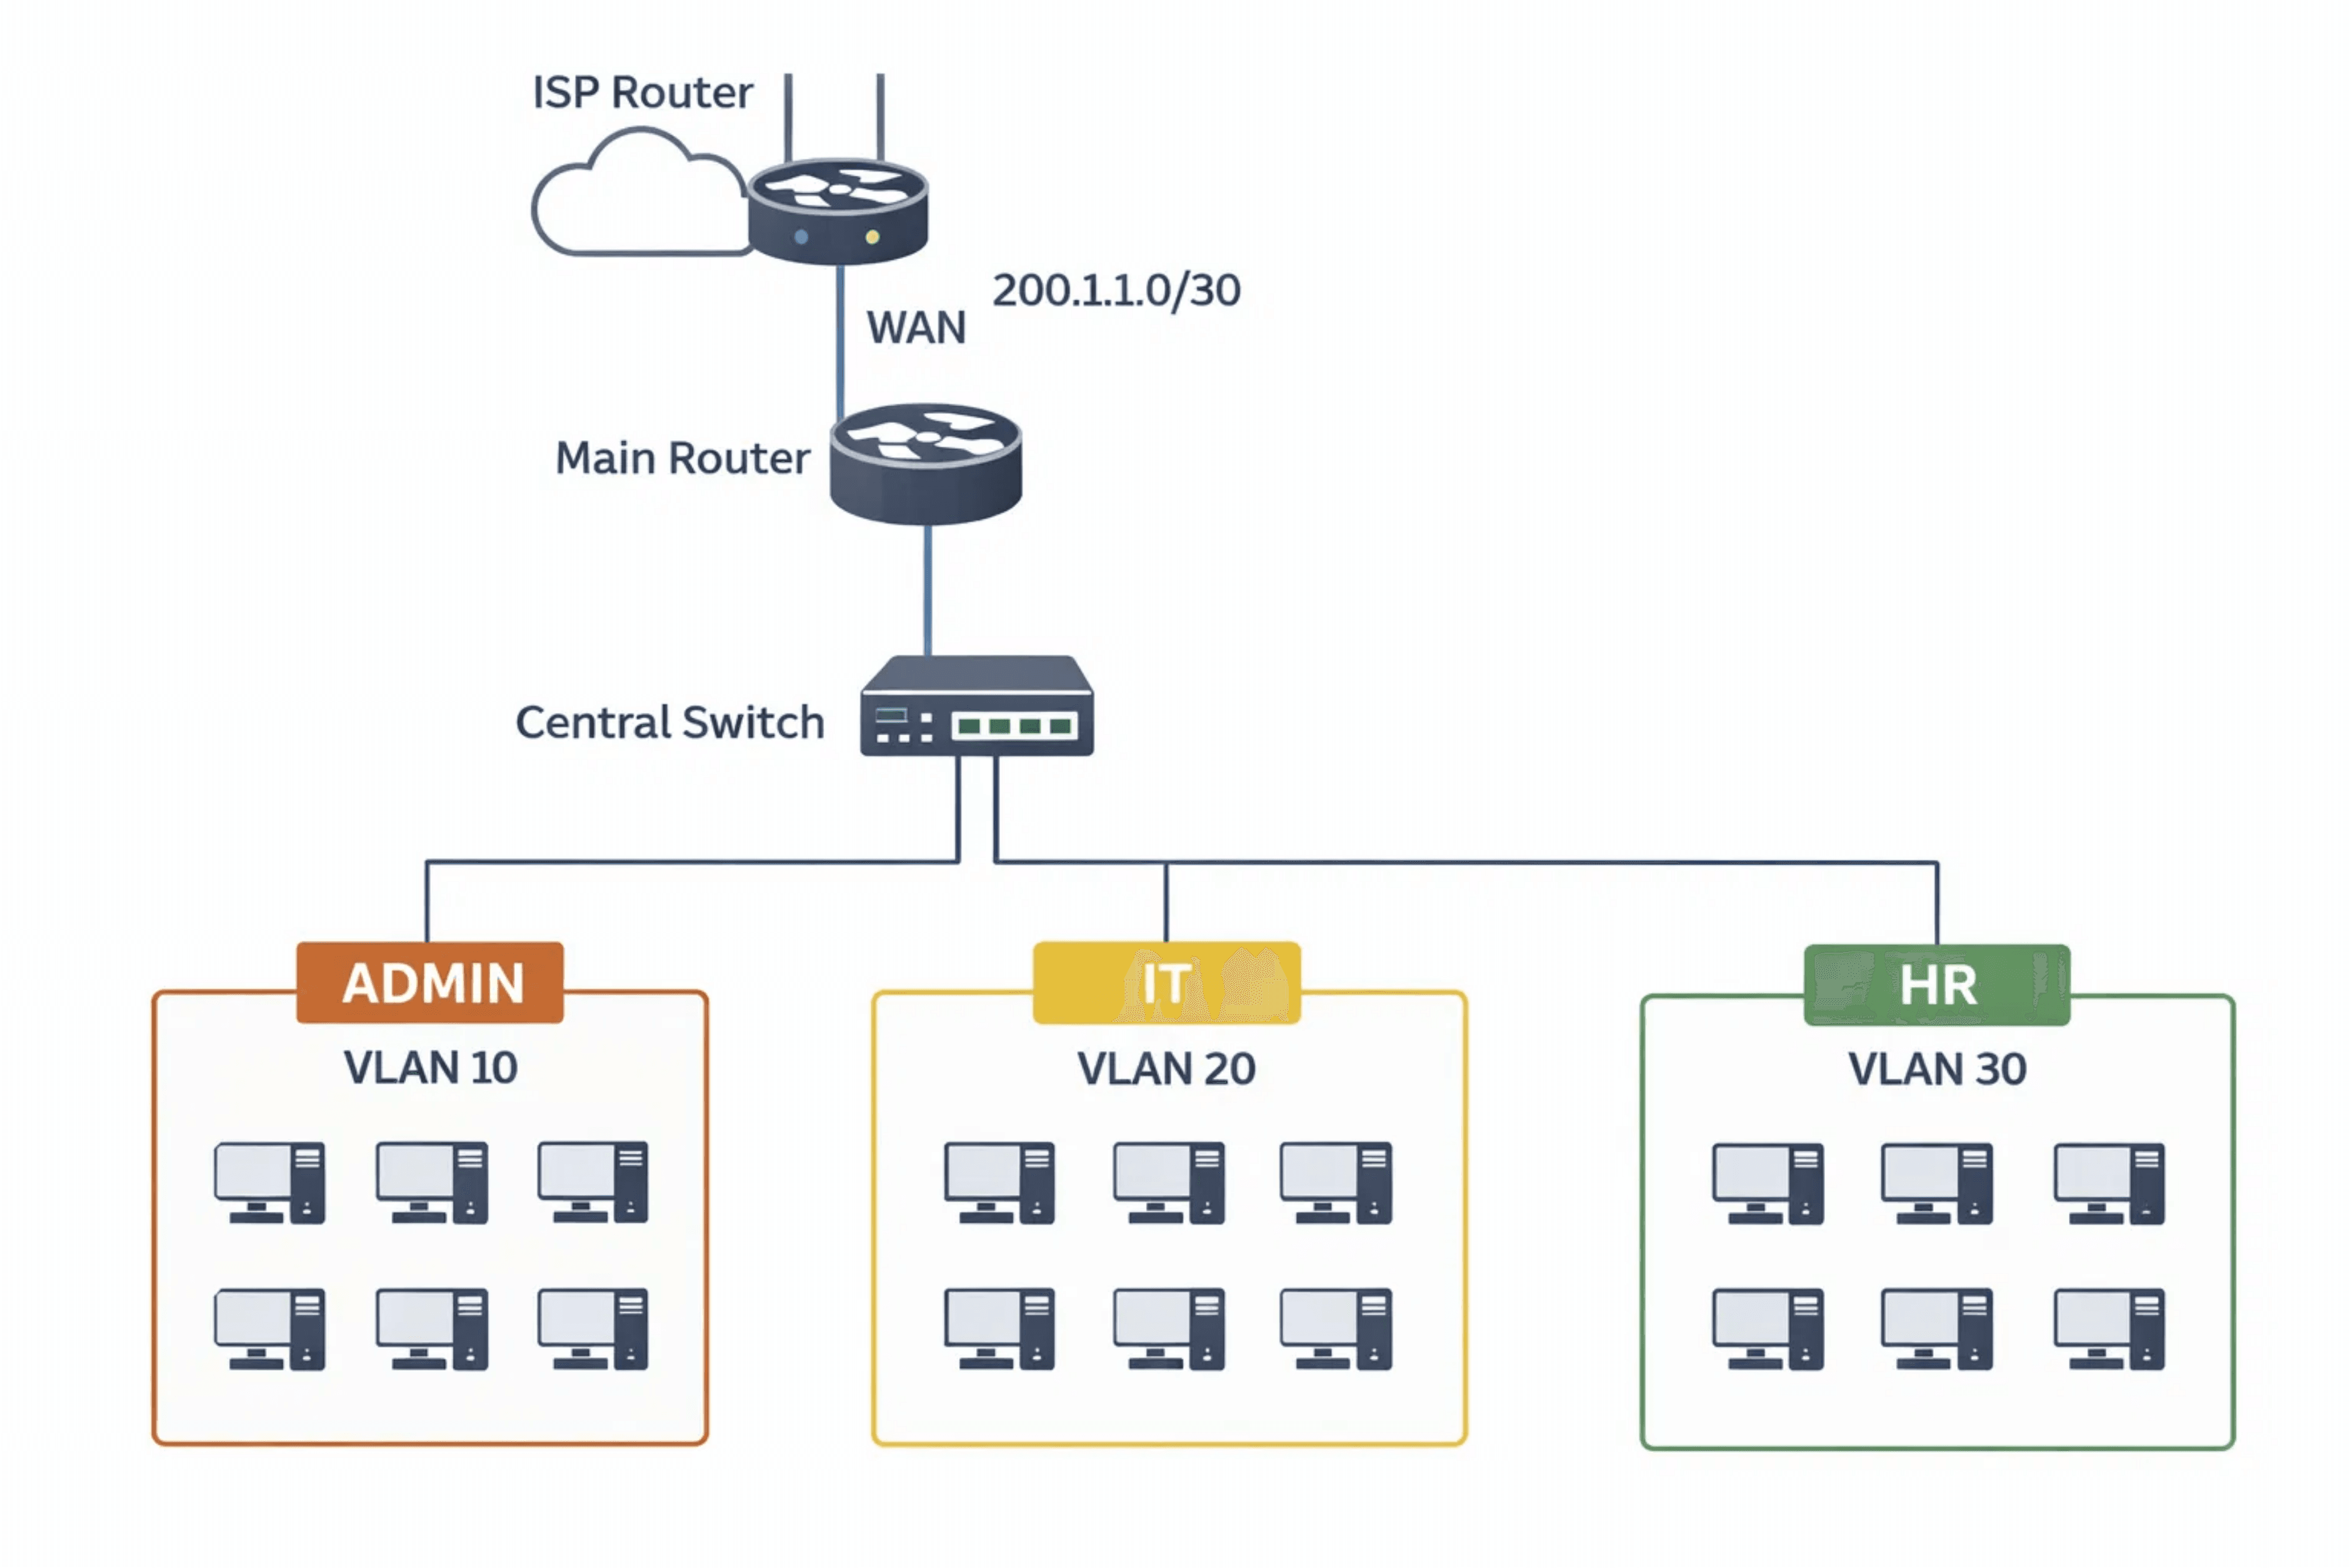 ISP Router
200.1.1.0/30
WAN
Main Router
Central Switch
ADMIN
IT
HR
VLAN 10
VLAN 20
VLAN 30